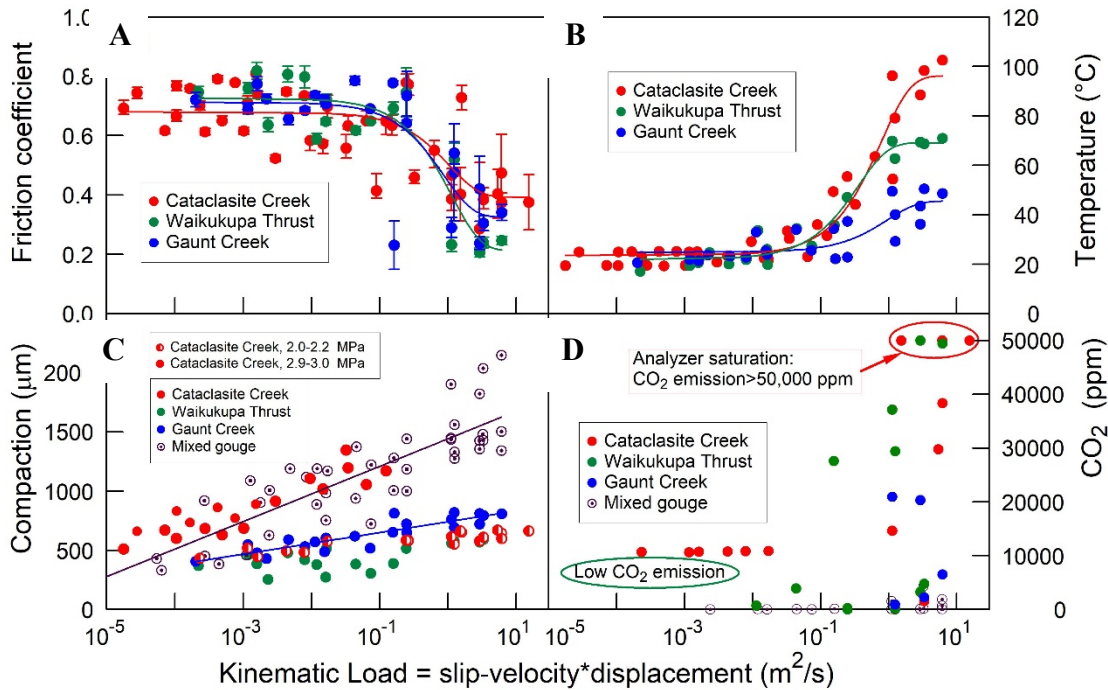 A
B
Friction coefficient
1.0
0.8
0.6
0.4
0.2
Cataclasite Creek
Waikukupa Thrust
Gaunt Creek
Cataclasite Creek
Waikukupa Thrust
Gaunt Creek
120
100
80
60
40
20
0
Temperature (°C)
C
D
Compaction (μm)
200
1500
1000
500
0
Cataclasite Creek, 2.0-2.2 MPa
Cataclasite Creek, 2.9-3.0 MPa
Cataclasite Creek
Waikukupa Thrust
Gaunt Creek
Mixed gouge
Analyzer saturation:
CO2 emission>50,000 ppm
Cataclasite Creek
Waikukupa Thrust
Gaunt Creek
Mixed gouge
Low CO2 emission
50000
40000
30000
20000
10000
0
CO2 (ppm)
10-5 10-3 10-1 101 10-5 10-3 10-1 101
Kinematic Load = slip-velocity*displacement (m2/s)